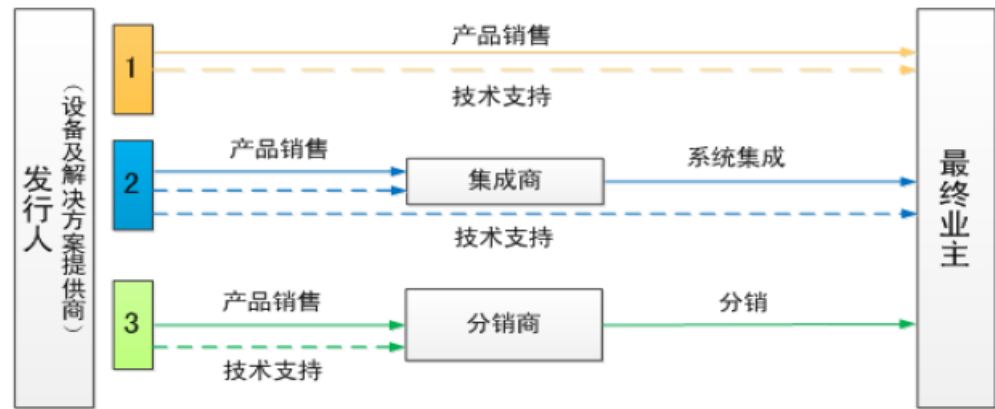 发行人
（设备及解决方案提供商）
1
产品销售
技术支持
2
产品销售
集成商
系统集成
技术支持
3
产品销售
技术支持
分销商
分销
最终业主